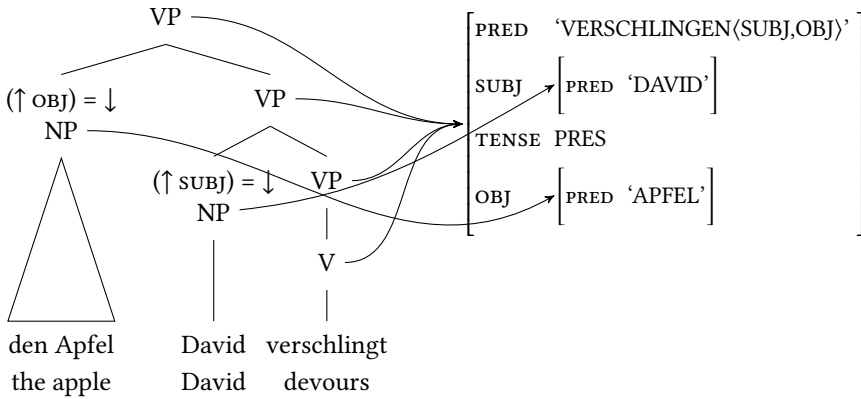 VP
PRED ‘VERSCHLINGEN⟨SUBJ,OBJ⟩’
SUBJ [PRED ‘DAVID’]
TENSE PRES
OBJ [PRED ‘APFEL’]
(↑ OBJ) = ↓ VP
NP
(↑ SUBJ) = ↓ VP
NP
V
den Apfel David verschlingt
the apple David devours